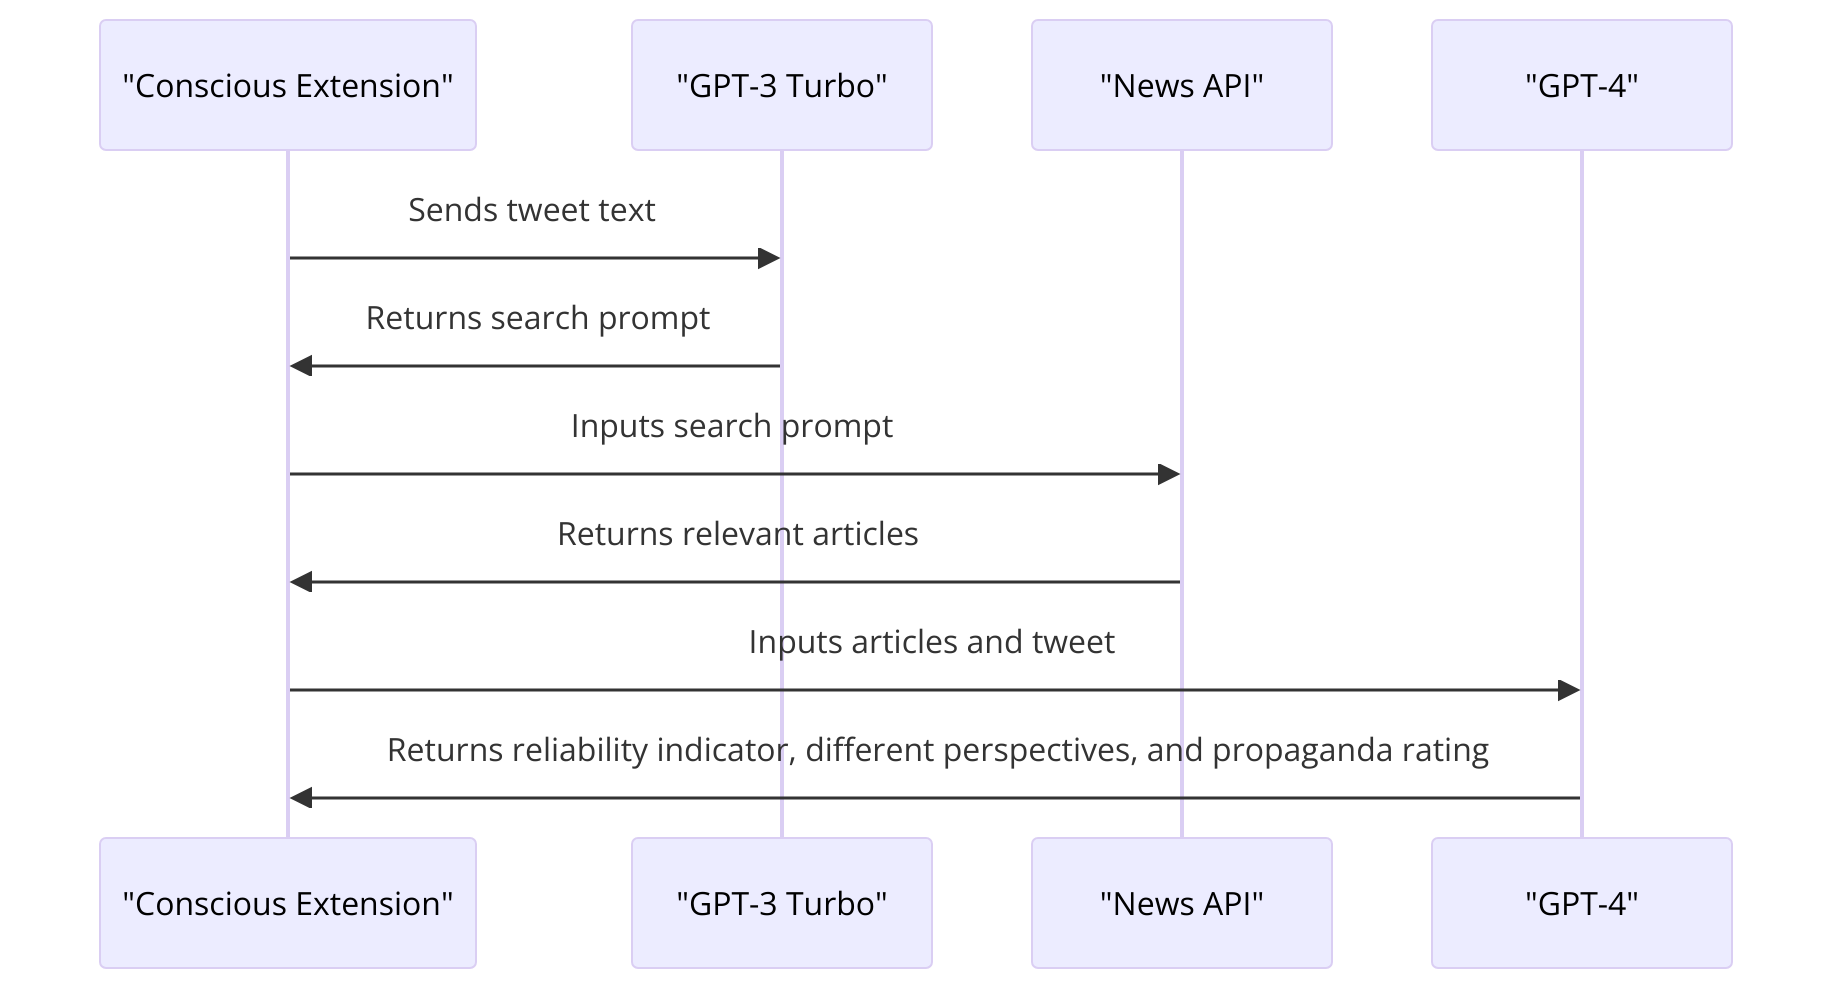 "Conscious Extension"
"GPT-3 Turbo"
"News API"
"GPT-4"
Sends tweet text
Returns search prompt
Inputs search prompt
Returns relevant articles
Inputs articles and tweet
Returns reliability indicator, different perspectives, and propaganda rating
"Conscious Extension"
"GPT-3 Turbo"
"News API"
"GPT-4"